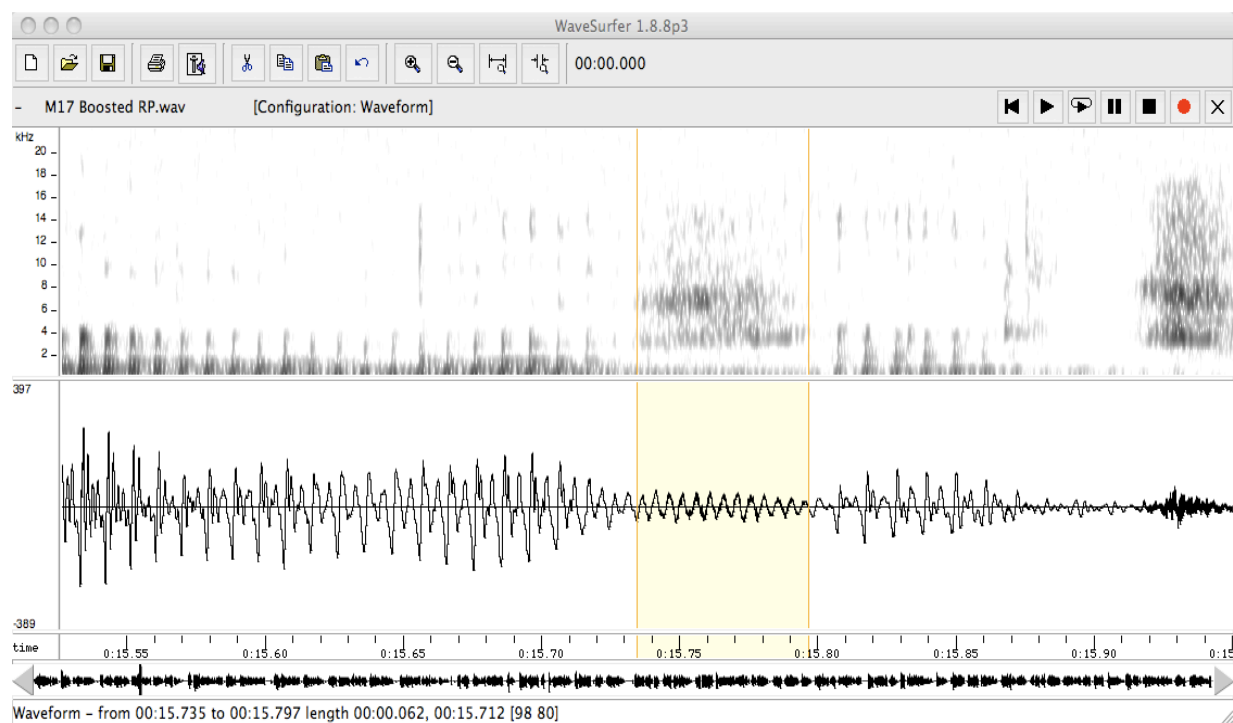 WaveSurfer 1.8.8p3
00:00.000
– M17 Boosted RP.wav [Configuration: Waveform]
kHz
20
18
16
14
12
10
8
6
4
2
397
-389
time 0:15.55 0:15.60 0:15.65 0:15.70 0:15.75 0:15.80 0:15.85 0:15.90 0:15
Waveform – from 00:15.735 to 00:15.797 length 00:00.062, 00:15.712 [98 80]